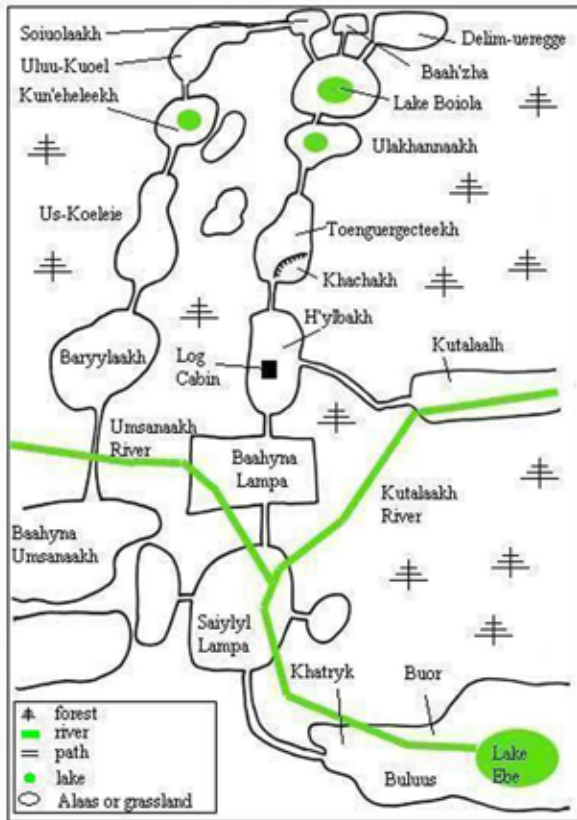 Soiuolaakh
Uluu-Kuoel
Kun'eheleekh
Delim-ueregge
Baah'zha
Lake Boiola
Ulakhannaakh
Us-Koeleie
Toenguergecteekh
Khachakh
H'ylbakh
Baryylaakh
Log
Cabin
Kutalaalh
Umsanaakh
River
Baahyna
Lampa
Kutalaakh
River
Baahyna
Umsanaakh
Saiylyl
Lampa
Khatryk
Buor
Lake
Ebe
Buluus
forest
river
path
lake
Alaas or grassland